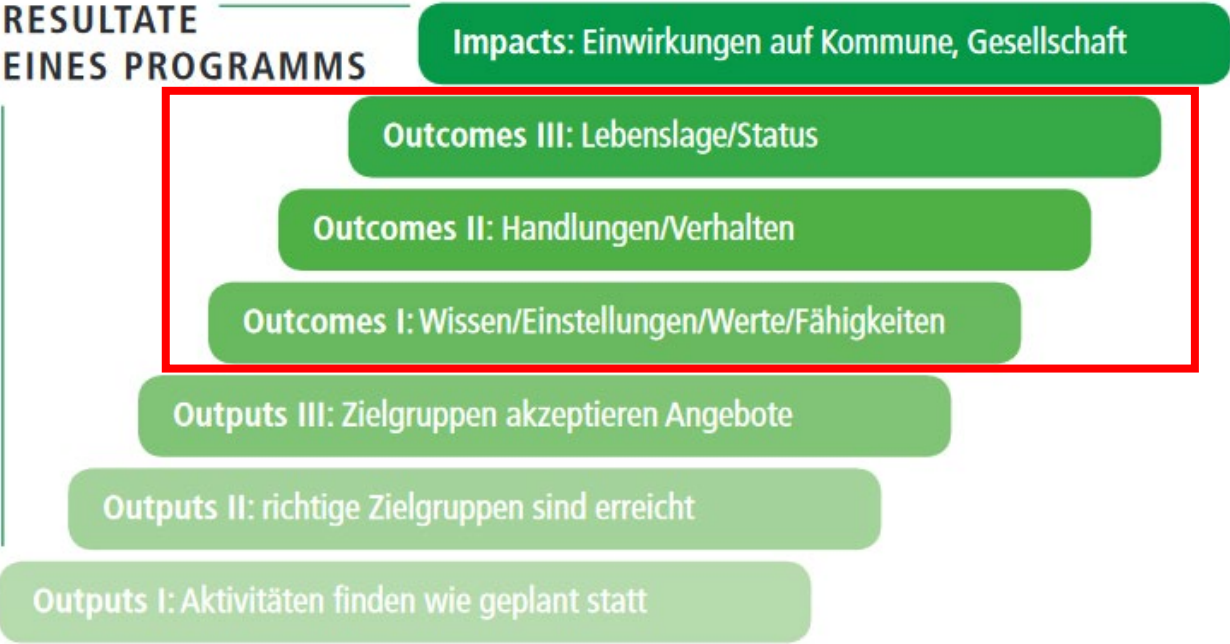 RESULTATE
EINES PROGRAMMS
Impacts: Einwirkungen auf Kommune, Gesellschaft
Outcomes III: Lebenslage/Status
Outcomes II: Handlungen/Verhalten
Outcomes I: Wissen/Einstellungen/Werte/Fähigkeiten
Outputs III: Zielgruppen akzeptieren Angebote
Outputs II: richtige Zielgruppen sind erreicht
Outputs I: Aktivitäten finden wie geplant statt